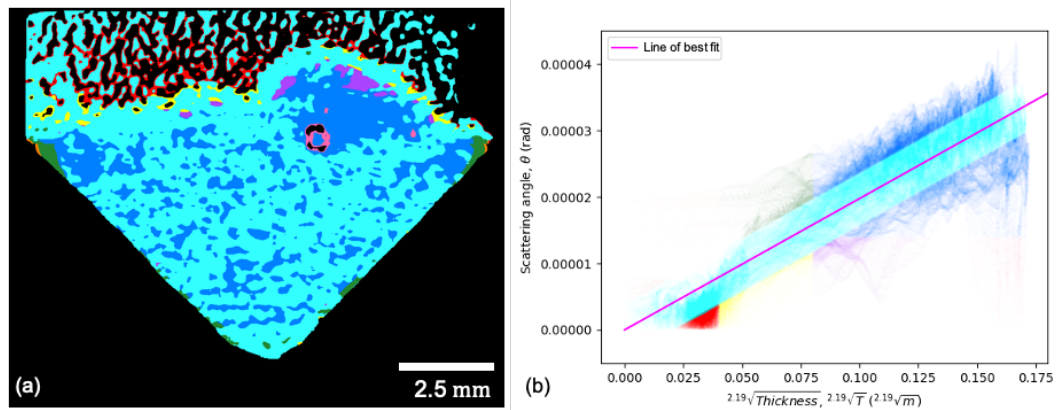 (a)
2.5 mm
Line of best fit
0.00004
0.00003
0.00002
0.00001
0.00000
Scattering angle, θ (rad)
0.000 0.025 0.050 0.075 0.100 0.125 0.150 0.175
2.19√Thickness, 2.19√T (2.19√m)
(b)